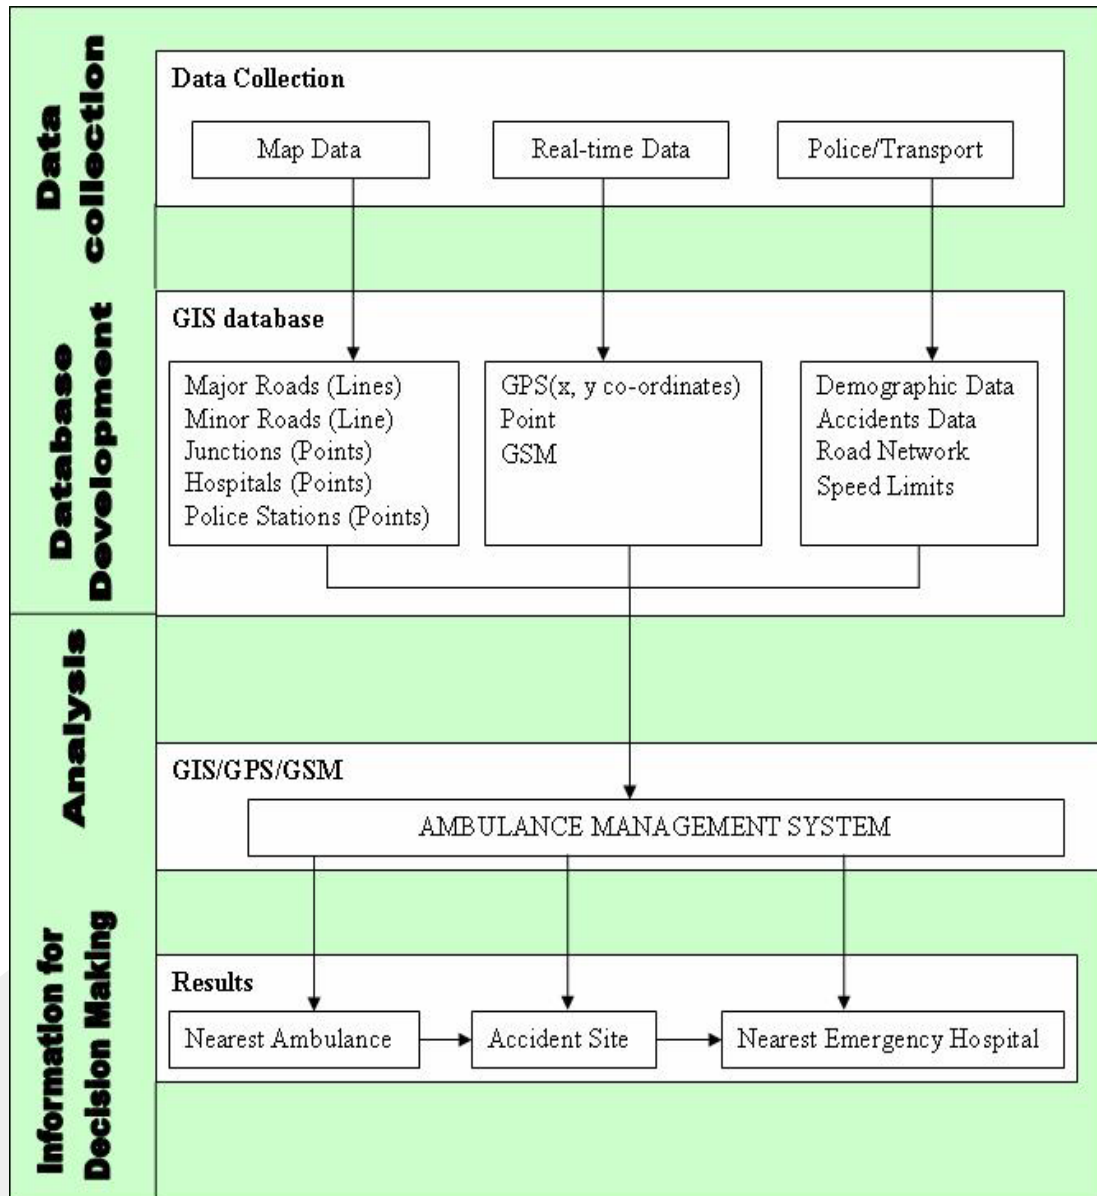 Data
collection
Data Collection
Map Data
Real-time Data
Police/Transport
Database
Development
GIS database
Major Roads (Lines)
Minor Roads (Line)
Junctions (Points)
Hospitals (Points)
Police Stations (Points)
GPS(x, y co-ordinates)
Point
GSM
Demographic Data
Accidents Data
Road Network
Speed Limits
Analysis
GIS/GPS/GSM
AMBULANCE MANAGEMENT SYSTEM
Information for
Decision Making
Results
Nearest Ambulance
Accident Site
Nearest Emergency Hospital